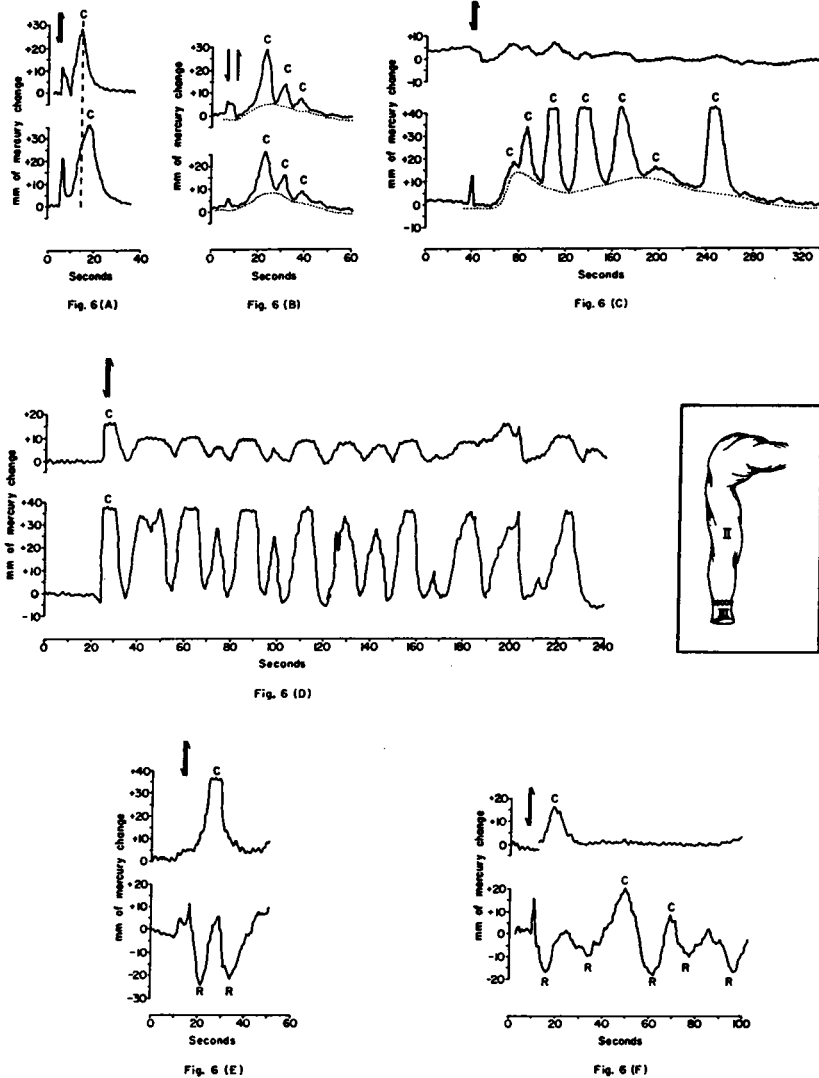 mm of mercury change
+30
+20
+10
0
C
+30
+20
+10
0
C
0
40
Seconds
Fig. 6 (A)
mm of mercury change
+30
+20
+10
0
C
C
C
+20
+10
0
C
C
C
0
20
40
60
Seconds
Fig. 6 (B)
mm of mercury change
+10
0
-10
+40
+30
+20
+10
0
-10
C
C
C
C
C
C
C
0
40
80
120
160
200
240
280
320
Seconds
Fig. 6 (C)
mm of mercury change
+20
+10
0
C
+40
+30
+20
+10
0
-10
C
0
20
40
60
80
100
120
140
160
180
200
220
240
Seconds
Fig. 6 (D)
II
III
mm of mercury change
+40
+30
+20
+10
0
C
+20
+10
0
-10
-20
-30
R
R
0
20
40
60
Seconds
Fig. 6 (E)
mm of mercury change
+20
+10
0
C
+20
+10
0
-10
-20
C
C
R
R
R
R
R
0
20
40
60
80
100
Seconds
Fig. 6 (F)